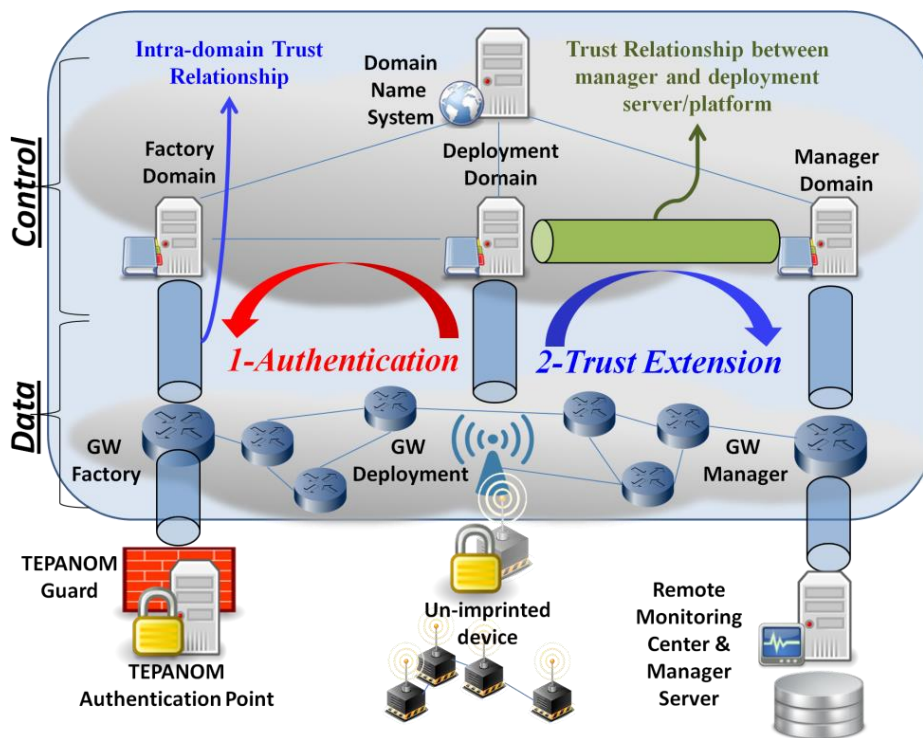 Intra-domain Trust
Relationship
Domain
Name
System
Trust Relationship between
manager and deployment
server/platform
Control
Factory
Domain
Deployment
Domain
Manager
Domain
1-Authentication
2-Trust Extension
Data
GW
Factory
GW
Deployment
GW
Manager
TEPANOM
Guard
TEPANOM
Authentication Point
Un-imprinted
device
Remote
Monitoring
Center &
Manager
Server